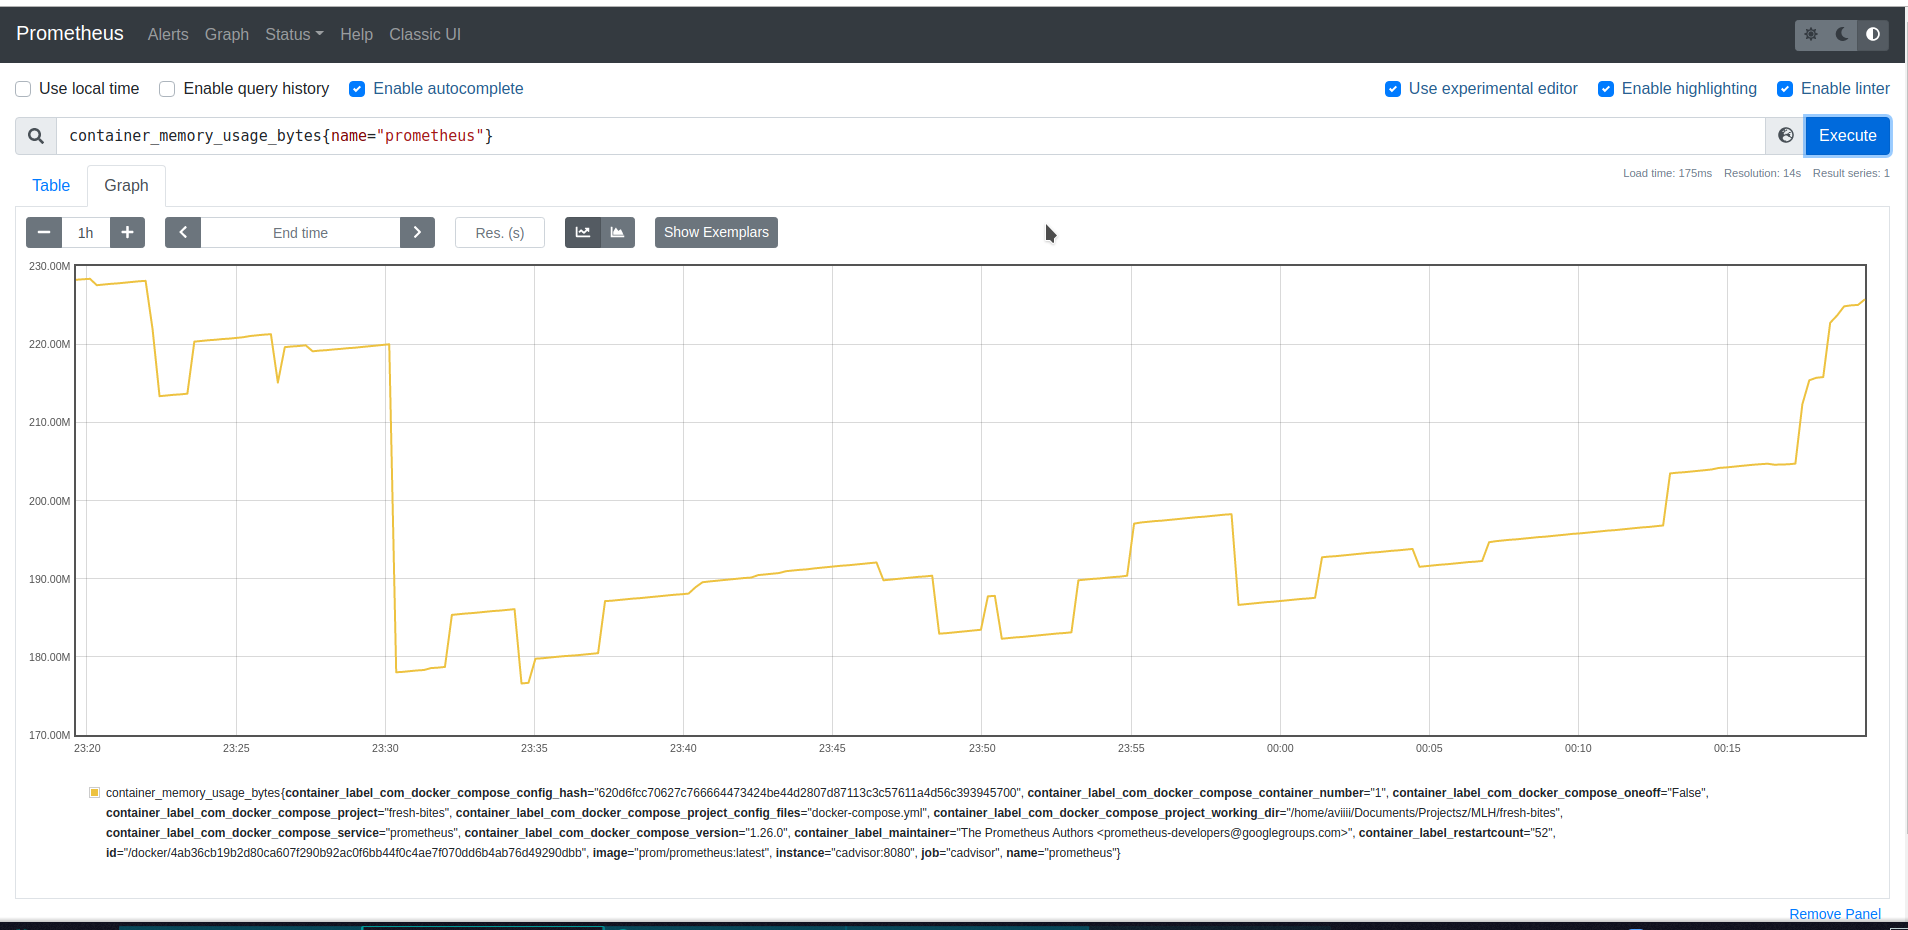 Prometheus Alerts Graph Status Help Classic UI
Use local time Enable query history Enable autocomplete Use experimental editor Enable highlighting Enable linter
container_memory_usage_bytes{name="prometheus"} Execute
Load time: 175ms Resolution: 14s Result series: 1
Table Graph
1h End time Res. (s) Show Exemplars
230.00M
220.00M
210.00M
200.00M
190.00M
180.00M
170.00M
23:20 23:25 23:30 23:35 23:40 23:45 23:50 23:55 00:00 00:05 00:10 00:15
container_memory_usage_bytes{container_label_com_docker_compose_config_hash="620d6fcc70627c766664473424be44d2807d87113c3c57611a4d56c393945700", container_label_com_docker_compose_container_number="1", container_label_com_docker_compose_oneoff="False",
container_label_com_docker_compose_project="fresh-bites", container_label_com_docker_compose_project_config_files="docker-compose.yml", container_label_com_docker_compose_project_working_dir="/home/aviiii/Documents/Projectsz/MLH/fresh-bites",
container_label_com_docker_compose_service="prometheus", container_label_com_docker_compose_version="1.26.0", container_label_maintainer="The Prometheus Authors <prometheus-developers@googlegroups.com>", container_label_restartcount="52",
id="/docker/4ab36cb19b2d80ca607f290b92ac0f6bb44f0c4ae7f070dd6b4ab76d49290dbb", image="prom/prometheus:latest", instance="cadvisor:8080", job="cadvisor", name="prometheus"}
Remove Panel